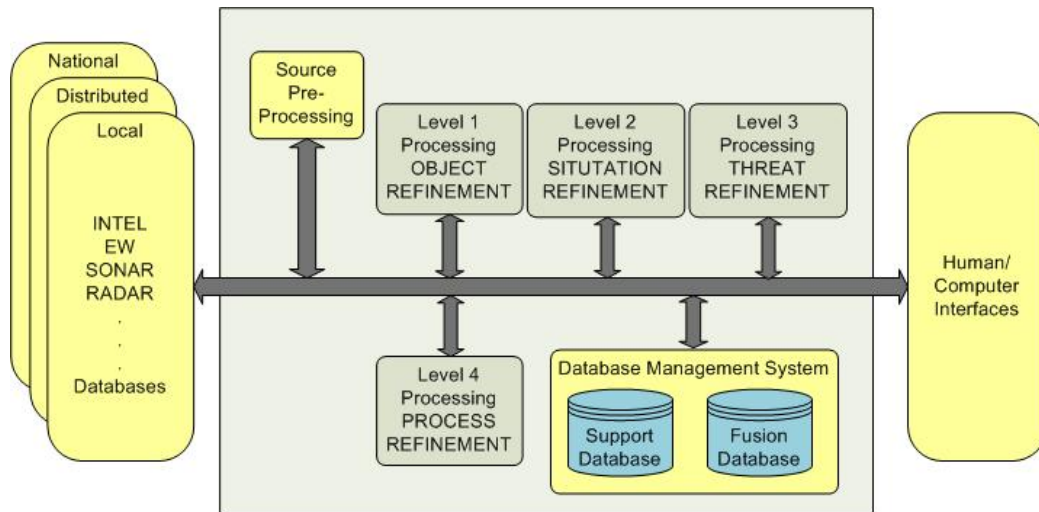 National
Distributed
Local
INTEL
EW
SONAR
RADAR
.
.
.
Databases
Source
Pre-
Processing
Level 1
Processing
OBJECT
REFINEMENT
Level 2
Processing
SITUTATION
REFINEMENT
Level 3
Processing
THREAT
REFINEMENT
Human/
Computer
Interfaces
Level 4
Processing
PROCESS
REFINEMENT
Database Management System
Support
Database
Fusion
Database